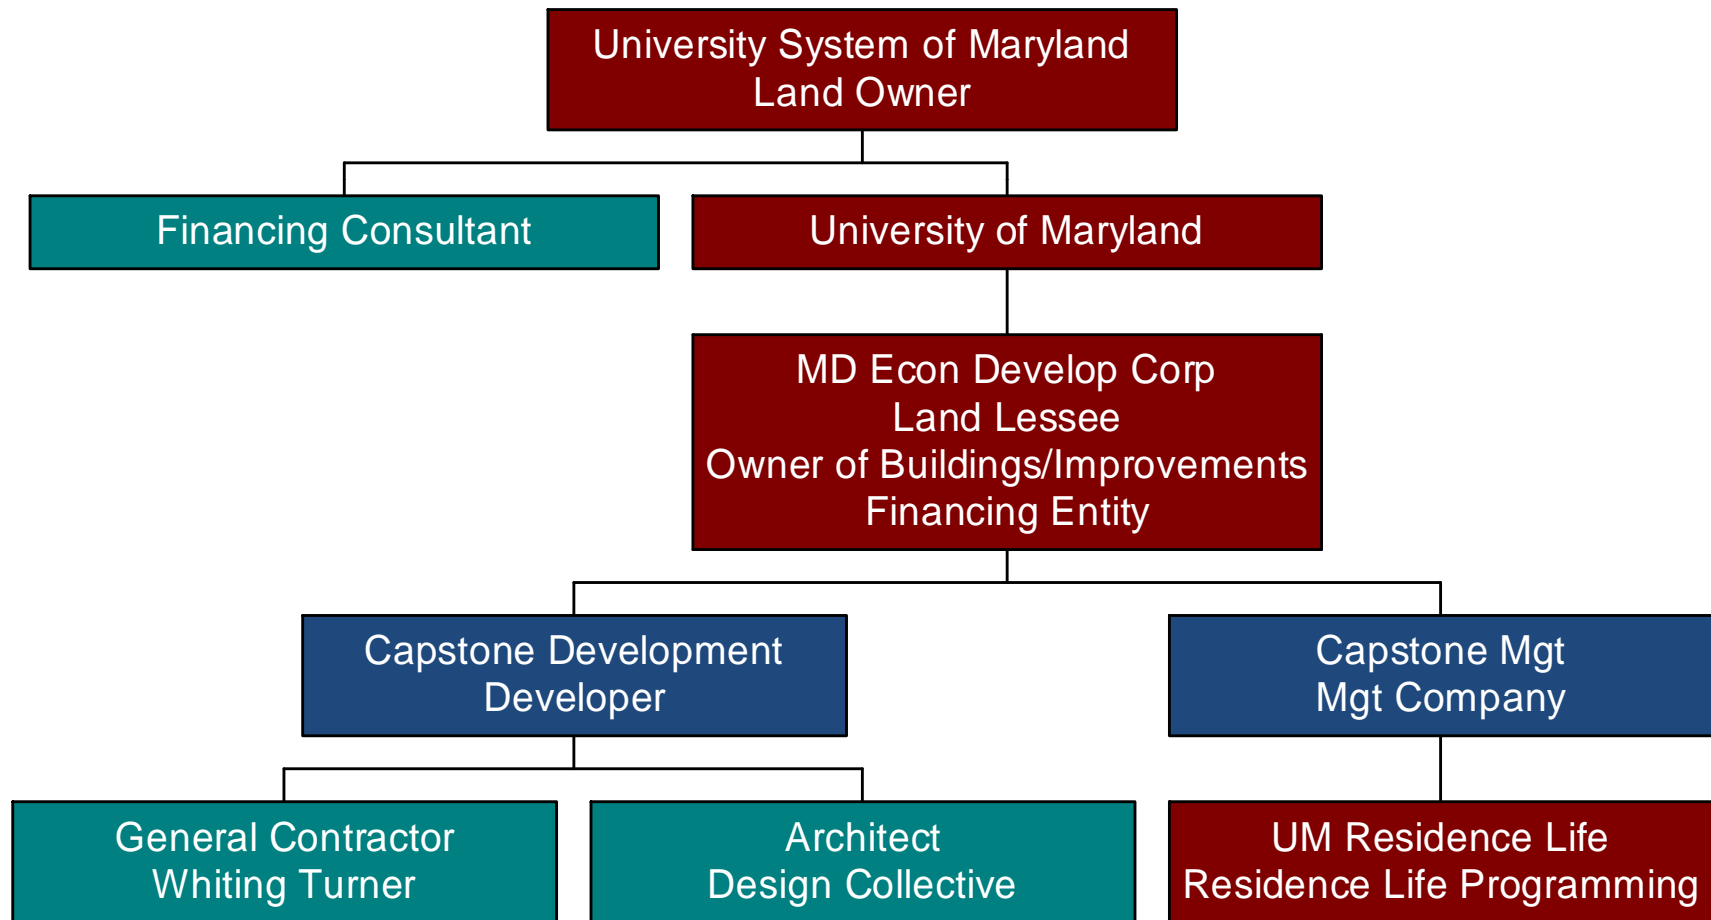 University System of Maryland
Land Owner
Financing Consultant
University of Maryland
MD Econ Develop Corp
Land Lessee
Owner of Buildings/Improvements
Financing Entity
Capstone Development
Developer
Capstone Mgt
Mgt Company
General Contractor
Whiting Turner
Architect
Design Collective
UM Residence Life
Residence Life Programming